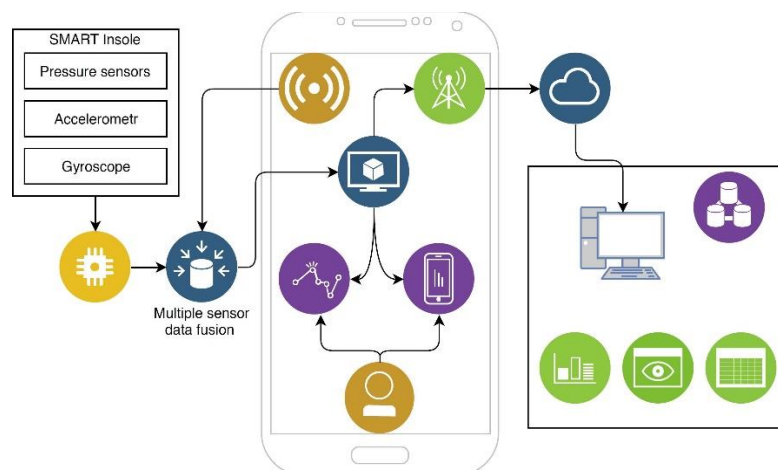 SMART Insole
Pressure sensors
Accelerometr
Gyroscope
Multiple sensor
data fusion